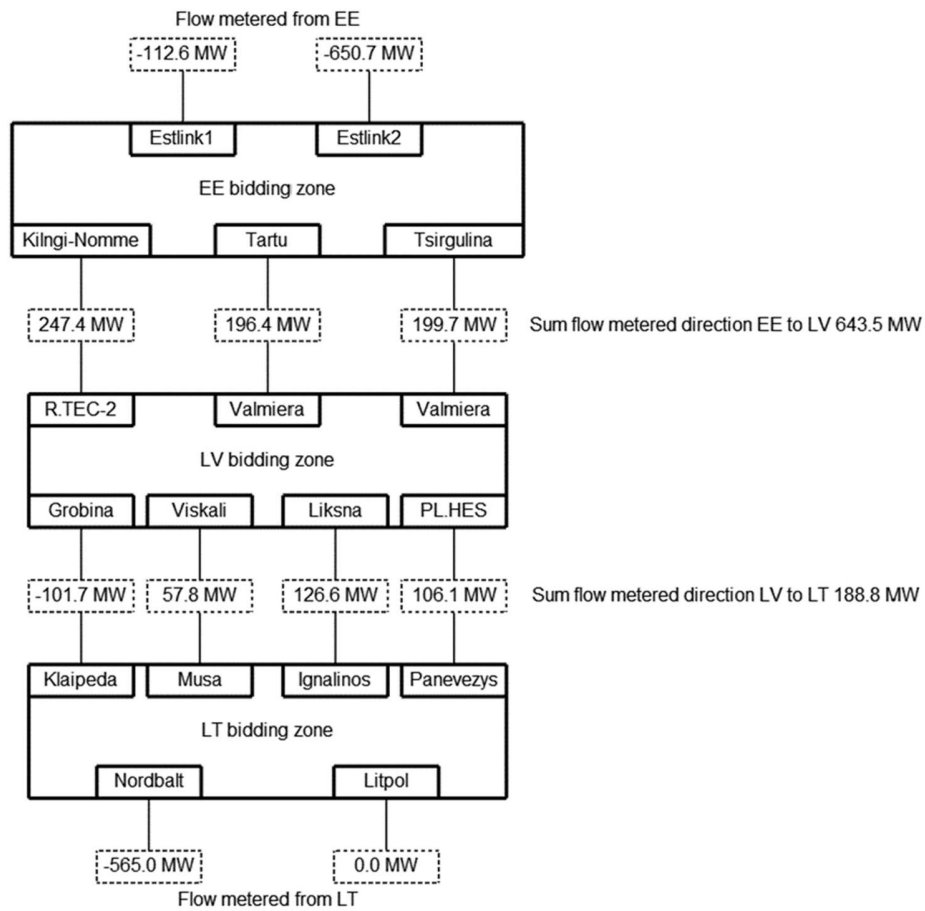 Flow metered from EE
-112.6 MW
-650.7 MW
Estlink1
Estlink2
EE bidding zone
Kilngi-Nomme
Tartu
Tsirgulina
247.4 MW
196.4 MW
199.7 MW
Sum flow metered direction EE to LV 643.5 MW
R.TEC-2
Valmiera
Valmiera
LV bidding zone
Grobina
Viskali
Liksna
PL.HES
-101.7 MW
57.8 MW
126.6 MW
106.1 MW
Sum flow metered direction LV to LT 188.8 MW
Klaipeda
Musa
Ignalinos
Panevezys
LT bidding zone
Nordbalt
Litpol
-565.0 MW
0.0 MW
Flow metered from LT